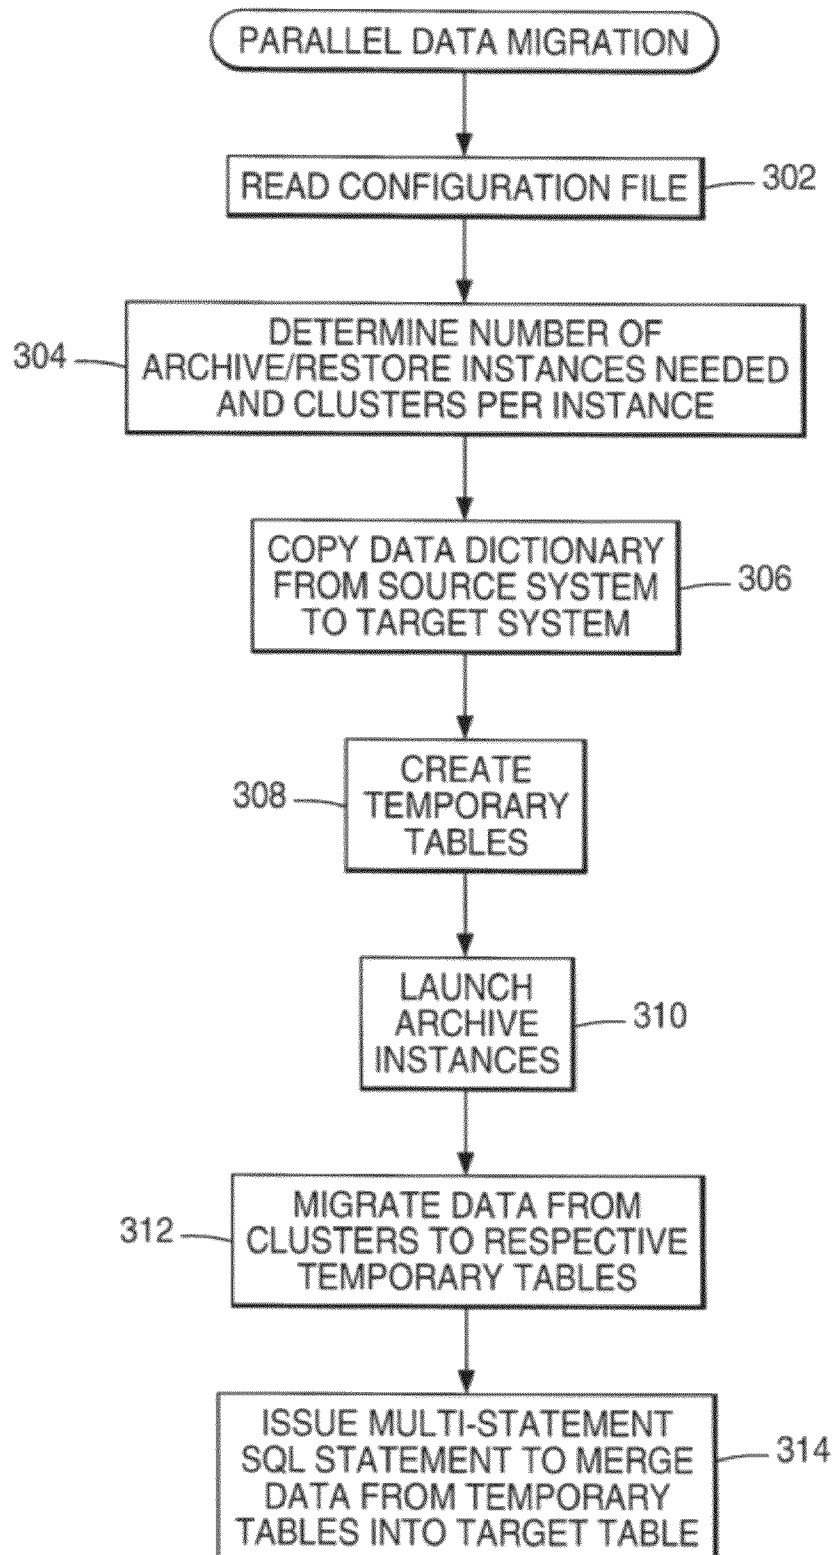 PARALLEL DATA MIGRATION
READ CONFIGURATION FILE
302
DETERMINE NUMBER OF
ARCHIVE/RESTORE INSTANCES NEEDED
AND CLUSTERS PER INSTANCE
304
COPY DATA DICTIONARY
FROM SOURCE SYSTEM
TO TARGET SYSTEM
306
CREATE
TEMPORARY
TABLES
308
LAUNCH
ARCHIVE
INSTANCES
310
MIGRATE DATA FROM
CLUSTERS TO RESPECTIVE
TEMPORARY TABLES
312
ISSUE MULTI-STATEMENT
SQL STATEMENT TO MERGE
DATA FROM TEMPORARY
TABLES INTO TARGET TABLE
314